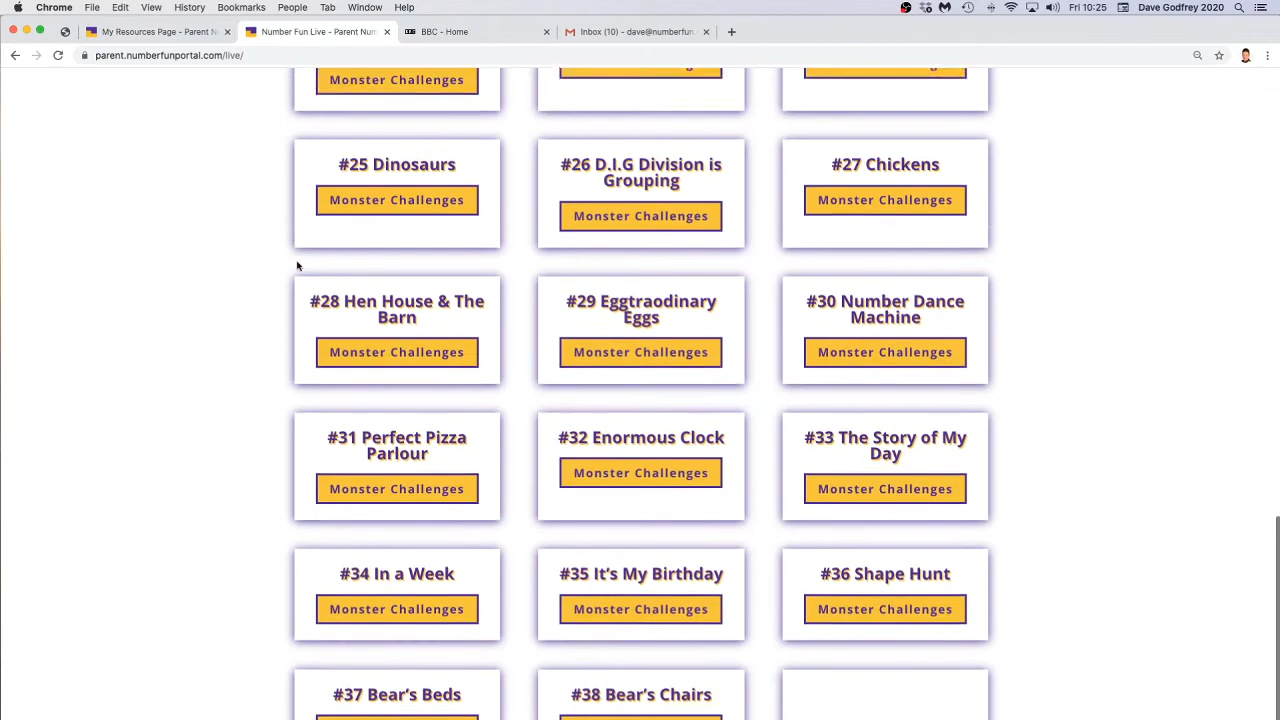 Chrome File Edit View History Bookmarks People Tab Window Help
Fri 10:25 Dave Godfrey 2020
My Resources Page - Parent N
Number Fun Live - Parent Num
BBC - Home
Inbox (10) - dave@numberfun
parent.numberfunportal.com/live/
Monster Challenges
#25 Dinosaurs
Monster Challenges
#26 D.I.G Division is
Grouping
Monster Challenges
#27 Chickens
Monster Challenges
#28 Hen House & The
Barn
Monster Challenges
#29 Eggtraodinary
Eggs
Monster Challenges
#30 Number Dance
Machine
Monster Challenges
#31 Perfect Pizza
Parlour
Monster Challenges
#32 Enormous Clock
Monster Challenges
#33 The Story of My
Day
Monster Challenges
#34 In a Week
Monster Challenges
#35 It's My Birthday
Monster Challenges
#36 Shape Hunt
Monster Challenges
#37 Bear's Beds
#38 Bear's Chairs